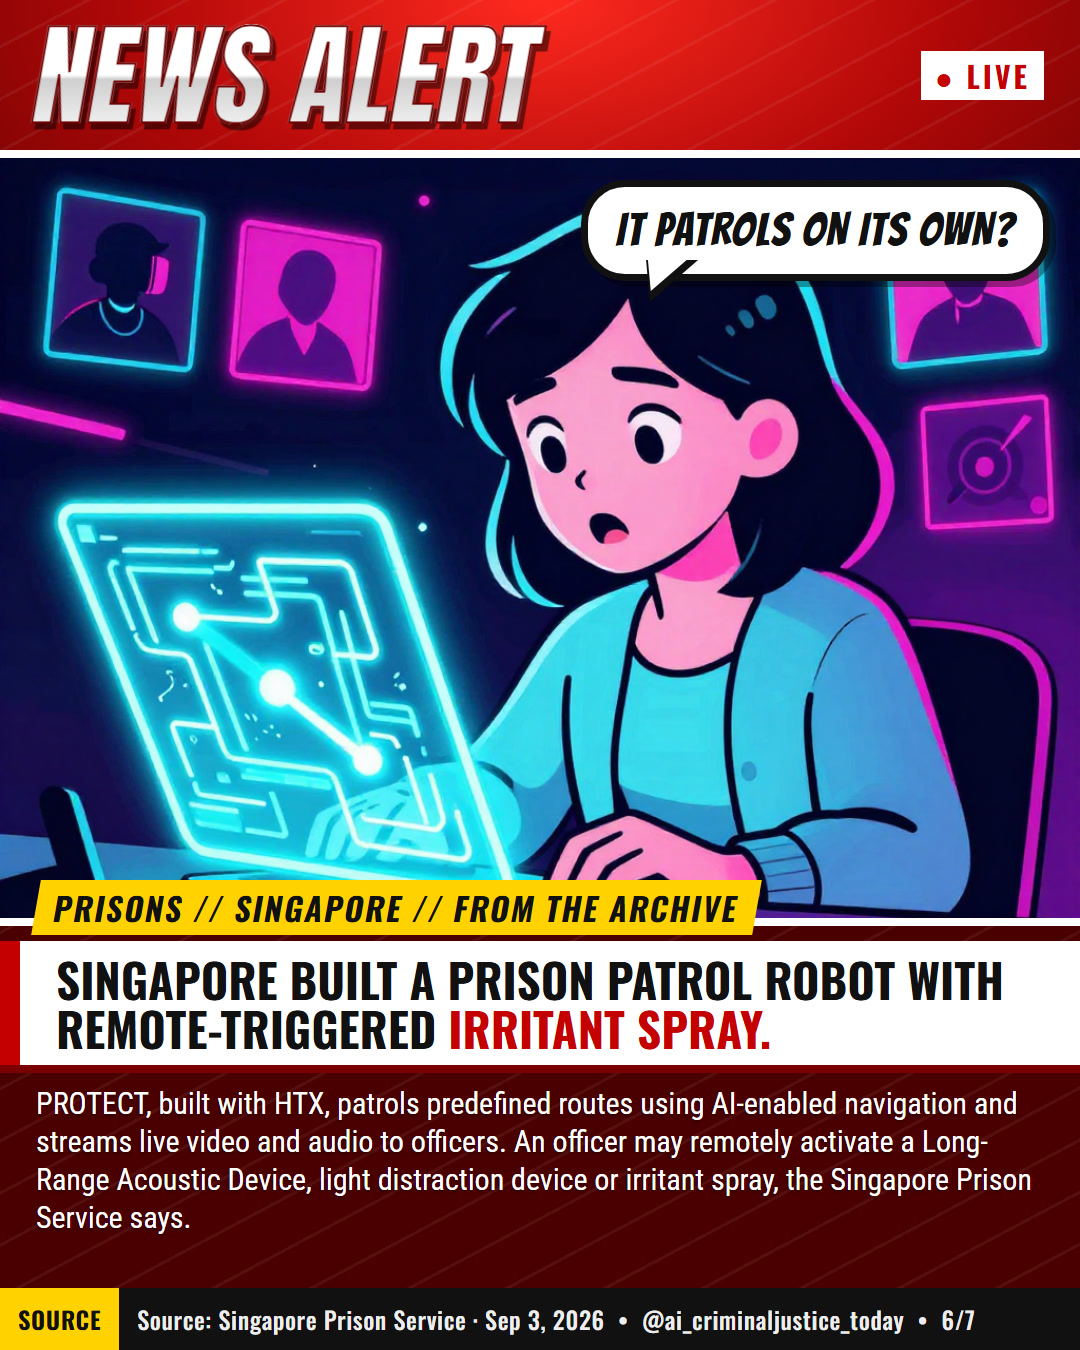 NEWS ALERT
● LIVE
IT PATROLS ON ITS OWN?
PRISONS // SINGAPORE // FROM THE ARCHIVE
SINGAPORE BUILT A PRISON PATROL ROBOT WITH
REMOTE-TRIGGERED IRRITANT SPRAY.
PROTECT, built with HTX, patrols predefined routes using AI-enabled navigation and
streams live video and audio to officers. An officer may remotely activate a Long-
Range Acoustic Device, light distraction device or irritant spray, the Singapore Prison
Service says.
SOURCE
Source: Singapore Prison Service · Sep 3, 2026 • @ai_criminaljustice_today • 6/7